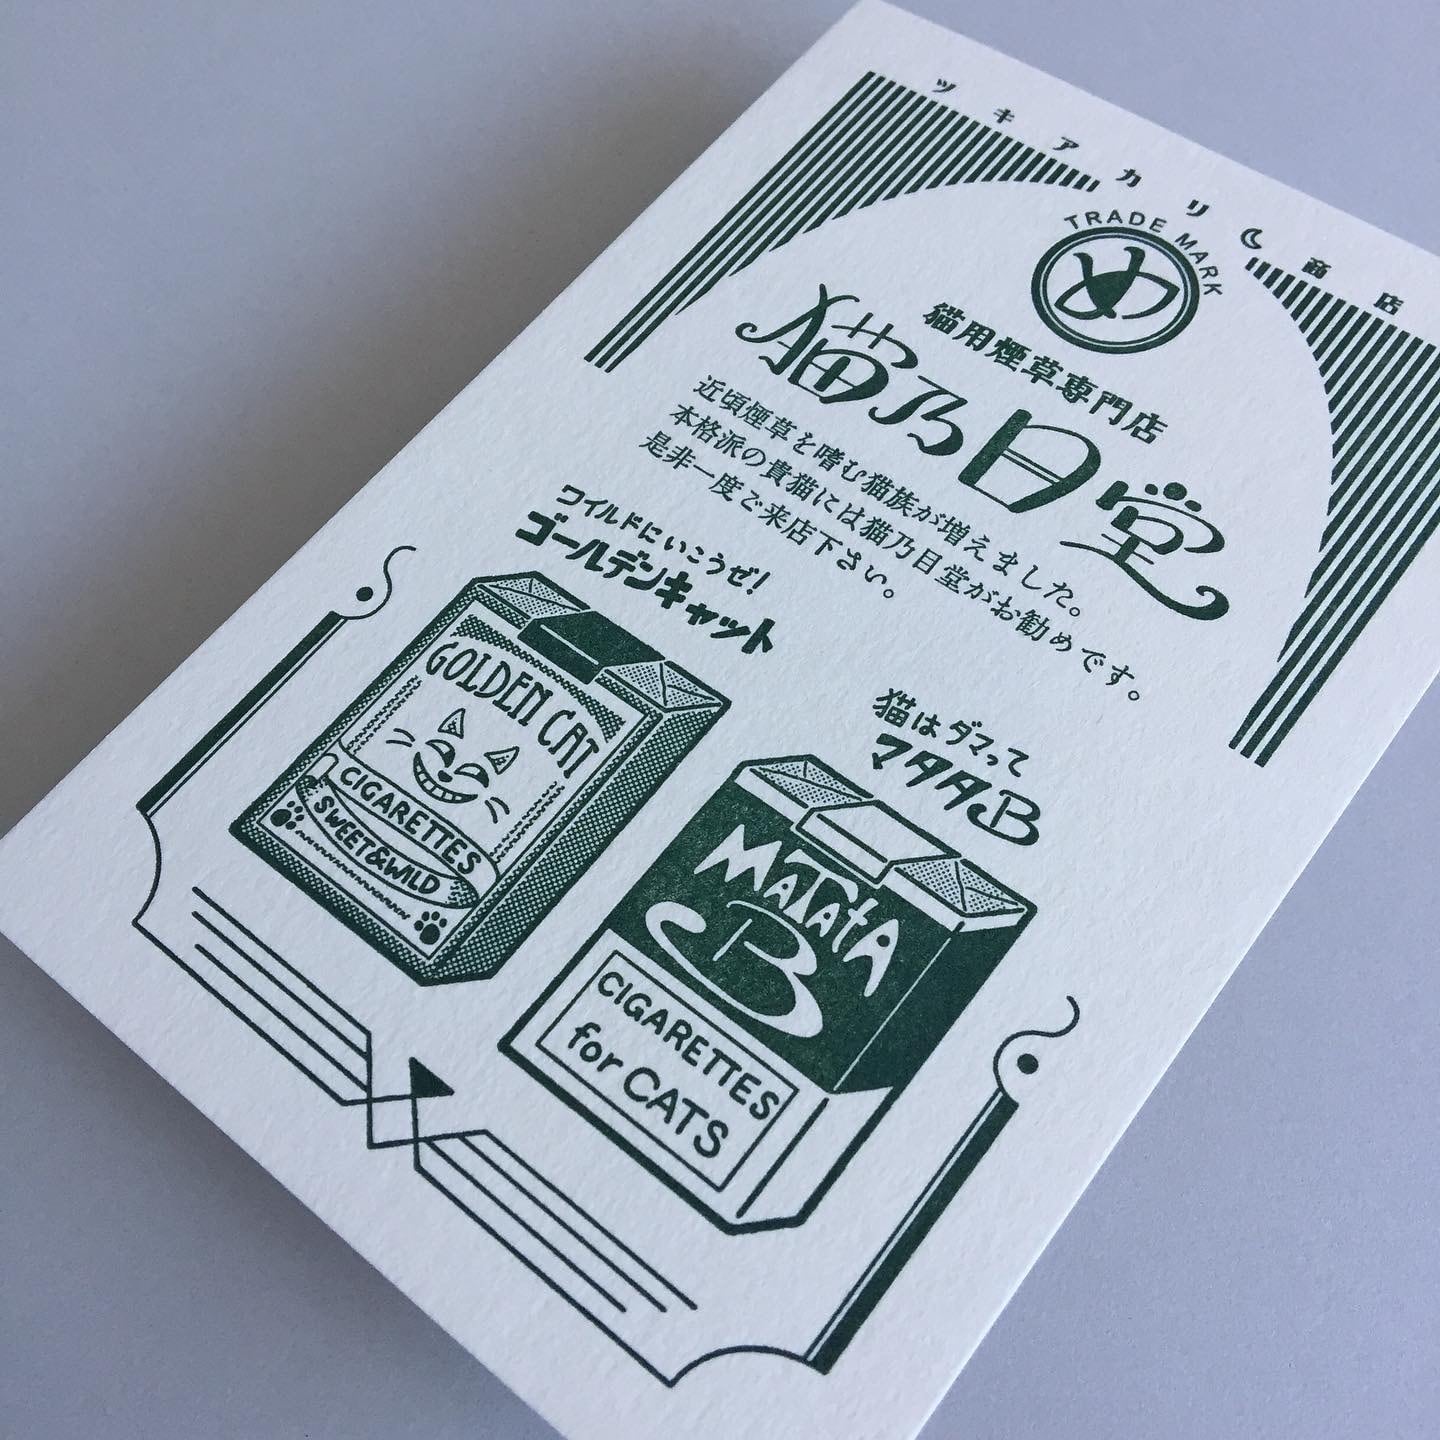 ツキアカリ商店
TRADE MARK
め
猫用煙草専門店
猫乃目堂
近頃煙草を嗜む猫族が増えました。
本格派の貴猫には猫乃目堂がお勧めです。
是非一度ご来店下さい。
ワイルドにいこうぜ!
ゴールデンキャット
GOLDEN CAT
CIGARETTES
SWEET&WILD
猫はダマって
マタタB
MATATA
B
CIGARETTES
for CATS